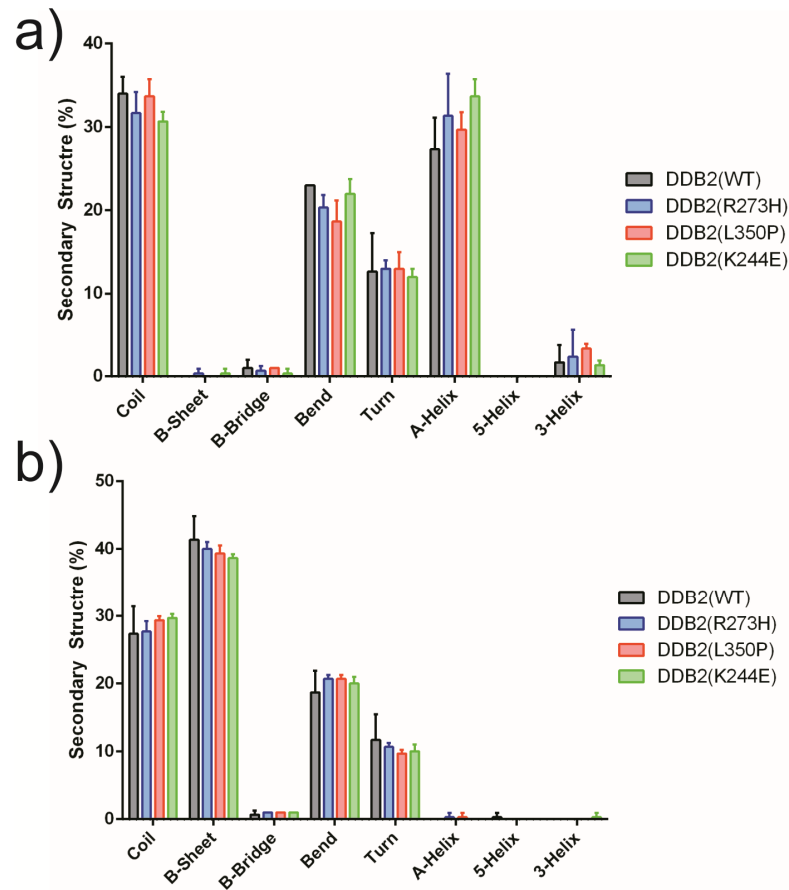 a)
Secondary Structre (%)
40
30
20
10
0
Coil
B-Sheet
B-Bridge
Bend
Turn
A-Helix
5-Helix
3-Helix
DDB2(WT)
DDB2(R273H)
DDB2(L350P)
DDB2(K244E)
b)
Secondary Structre (%)
50
40
30
20
10
0
Coil
B-Sheet
B-Bridge
Bend
Turn
A-Helix
5-Helix
3-Helix
DDB2(WT)
DDB2(R273H)
DDB2(L350P)
DDB2(K244E)